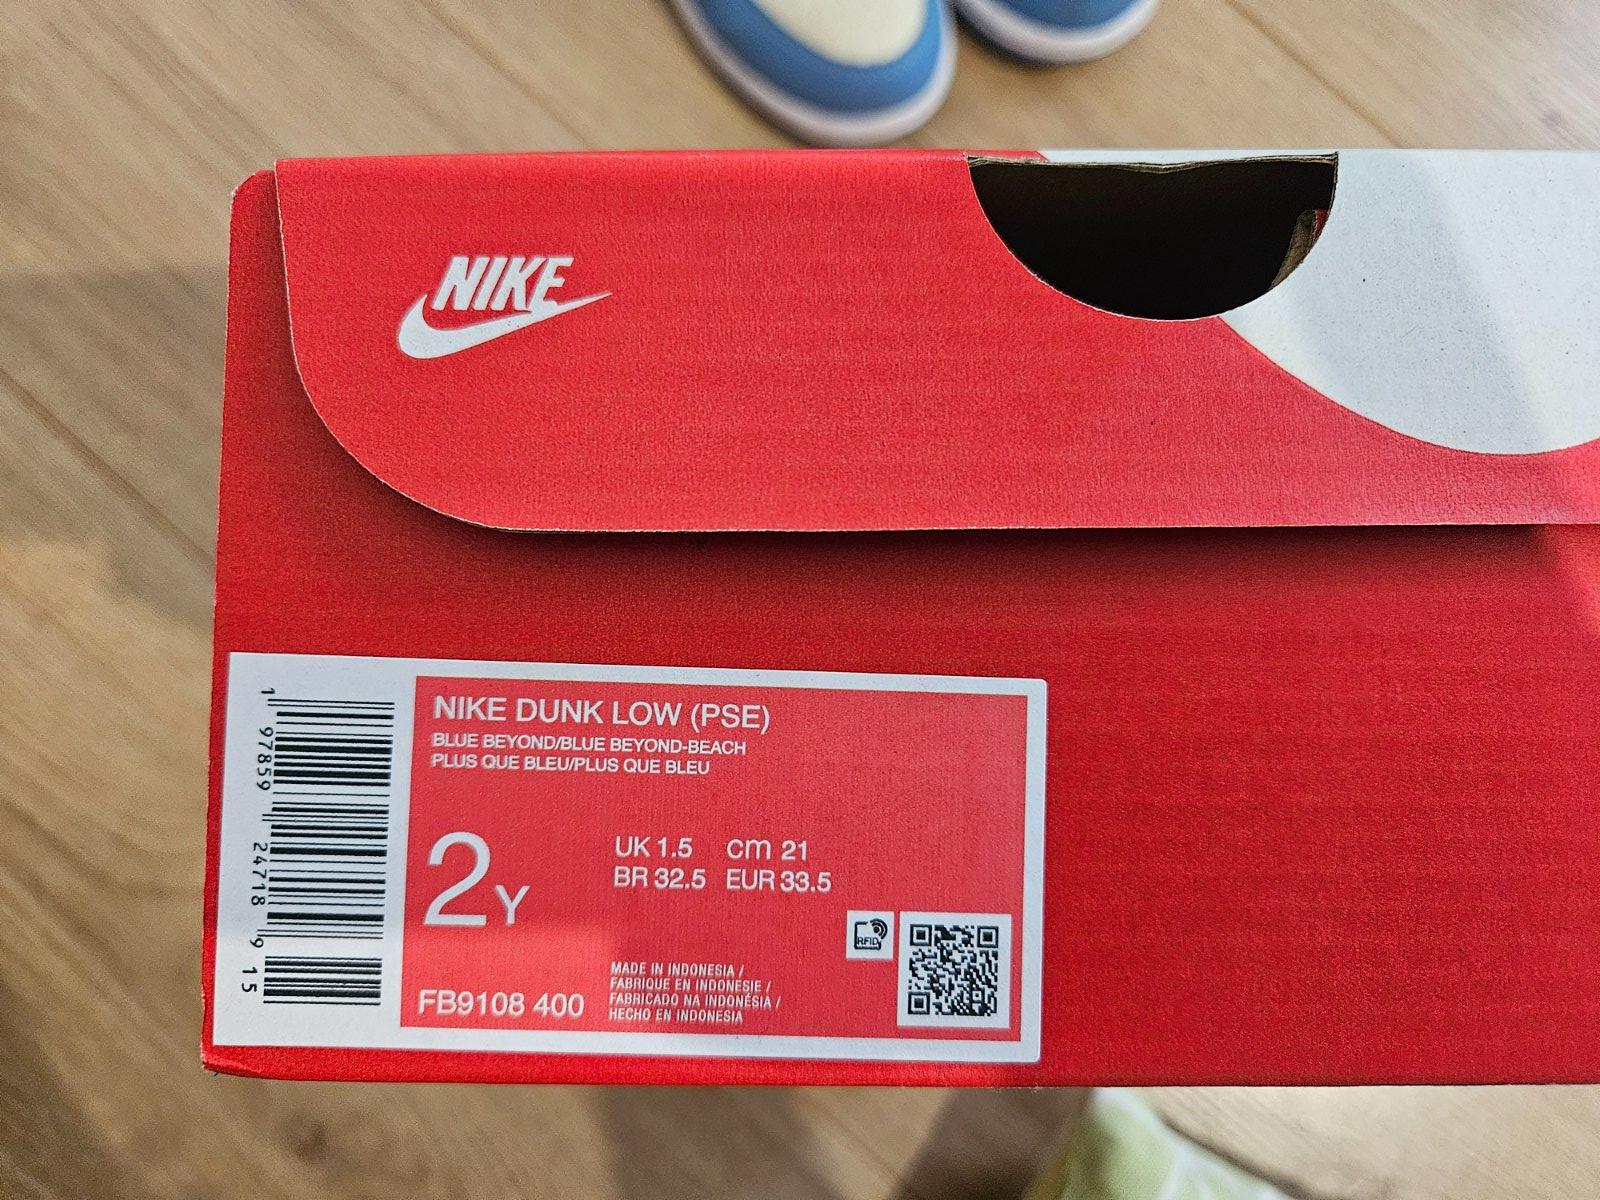 NIKE
NIKE DUNK LOW (PSE)
BLUE BEYOND/BLUE BEYOND-BEACH
PLUS QUE BLEU/PLUS QUE BLEU
2Y
UK 1.5 cm 21
BR 32.5 EUR 33.5
RFID
FB9108 400
MADE IN INDONESIA /
FABRIQUE EN INDONESIE /
FABRICADO NA INDONÉSIA /
HECHO EN INDONESIA
1 97859 24718 9 15